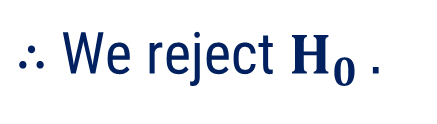 ∴ We reject H₀ .